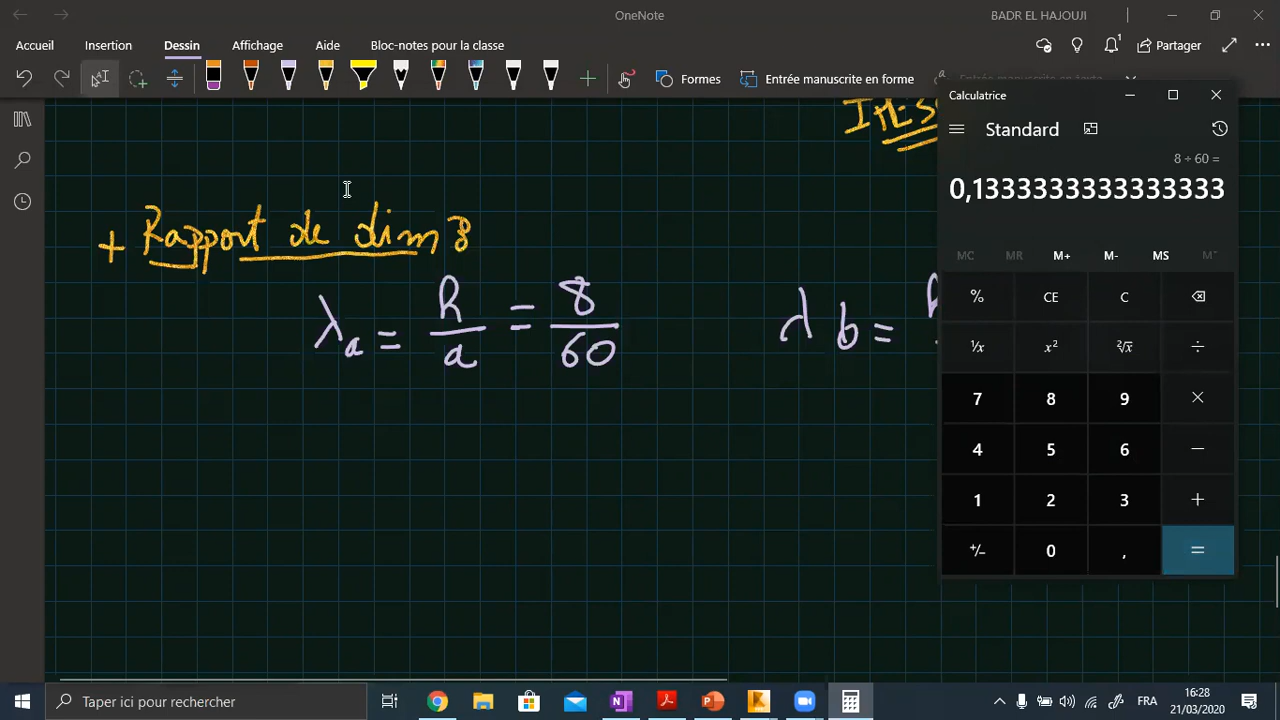 OneNote
BADR EL HAJOUJI
Accueil Insertion Dessin Affichage Aide Bloc-notes pour la classe
Partager
Formes
Entrée manuscrite en forme
Calculatrice
Standard
8 ÷ 60 =
0,1333333333333333
MC MR M+ M- MS M˅
% CE C
¹/x x² ²√x ÷
7 8 9 ×
4 5 6 −
1 2 3 +
+/− 0 , =
+ Rapport de dim 8
λa = R/a = 8/60
λ b =
Taper ici pour rechercher
FRA
16:28
21/03/2020